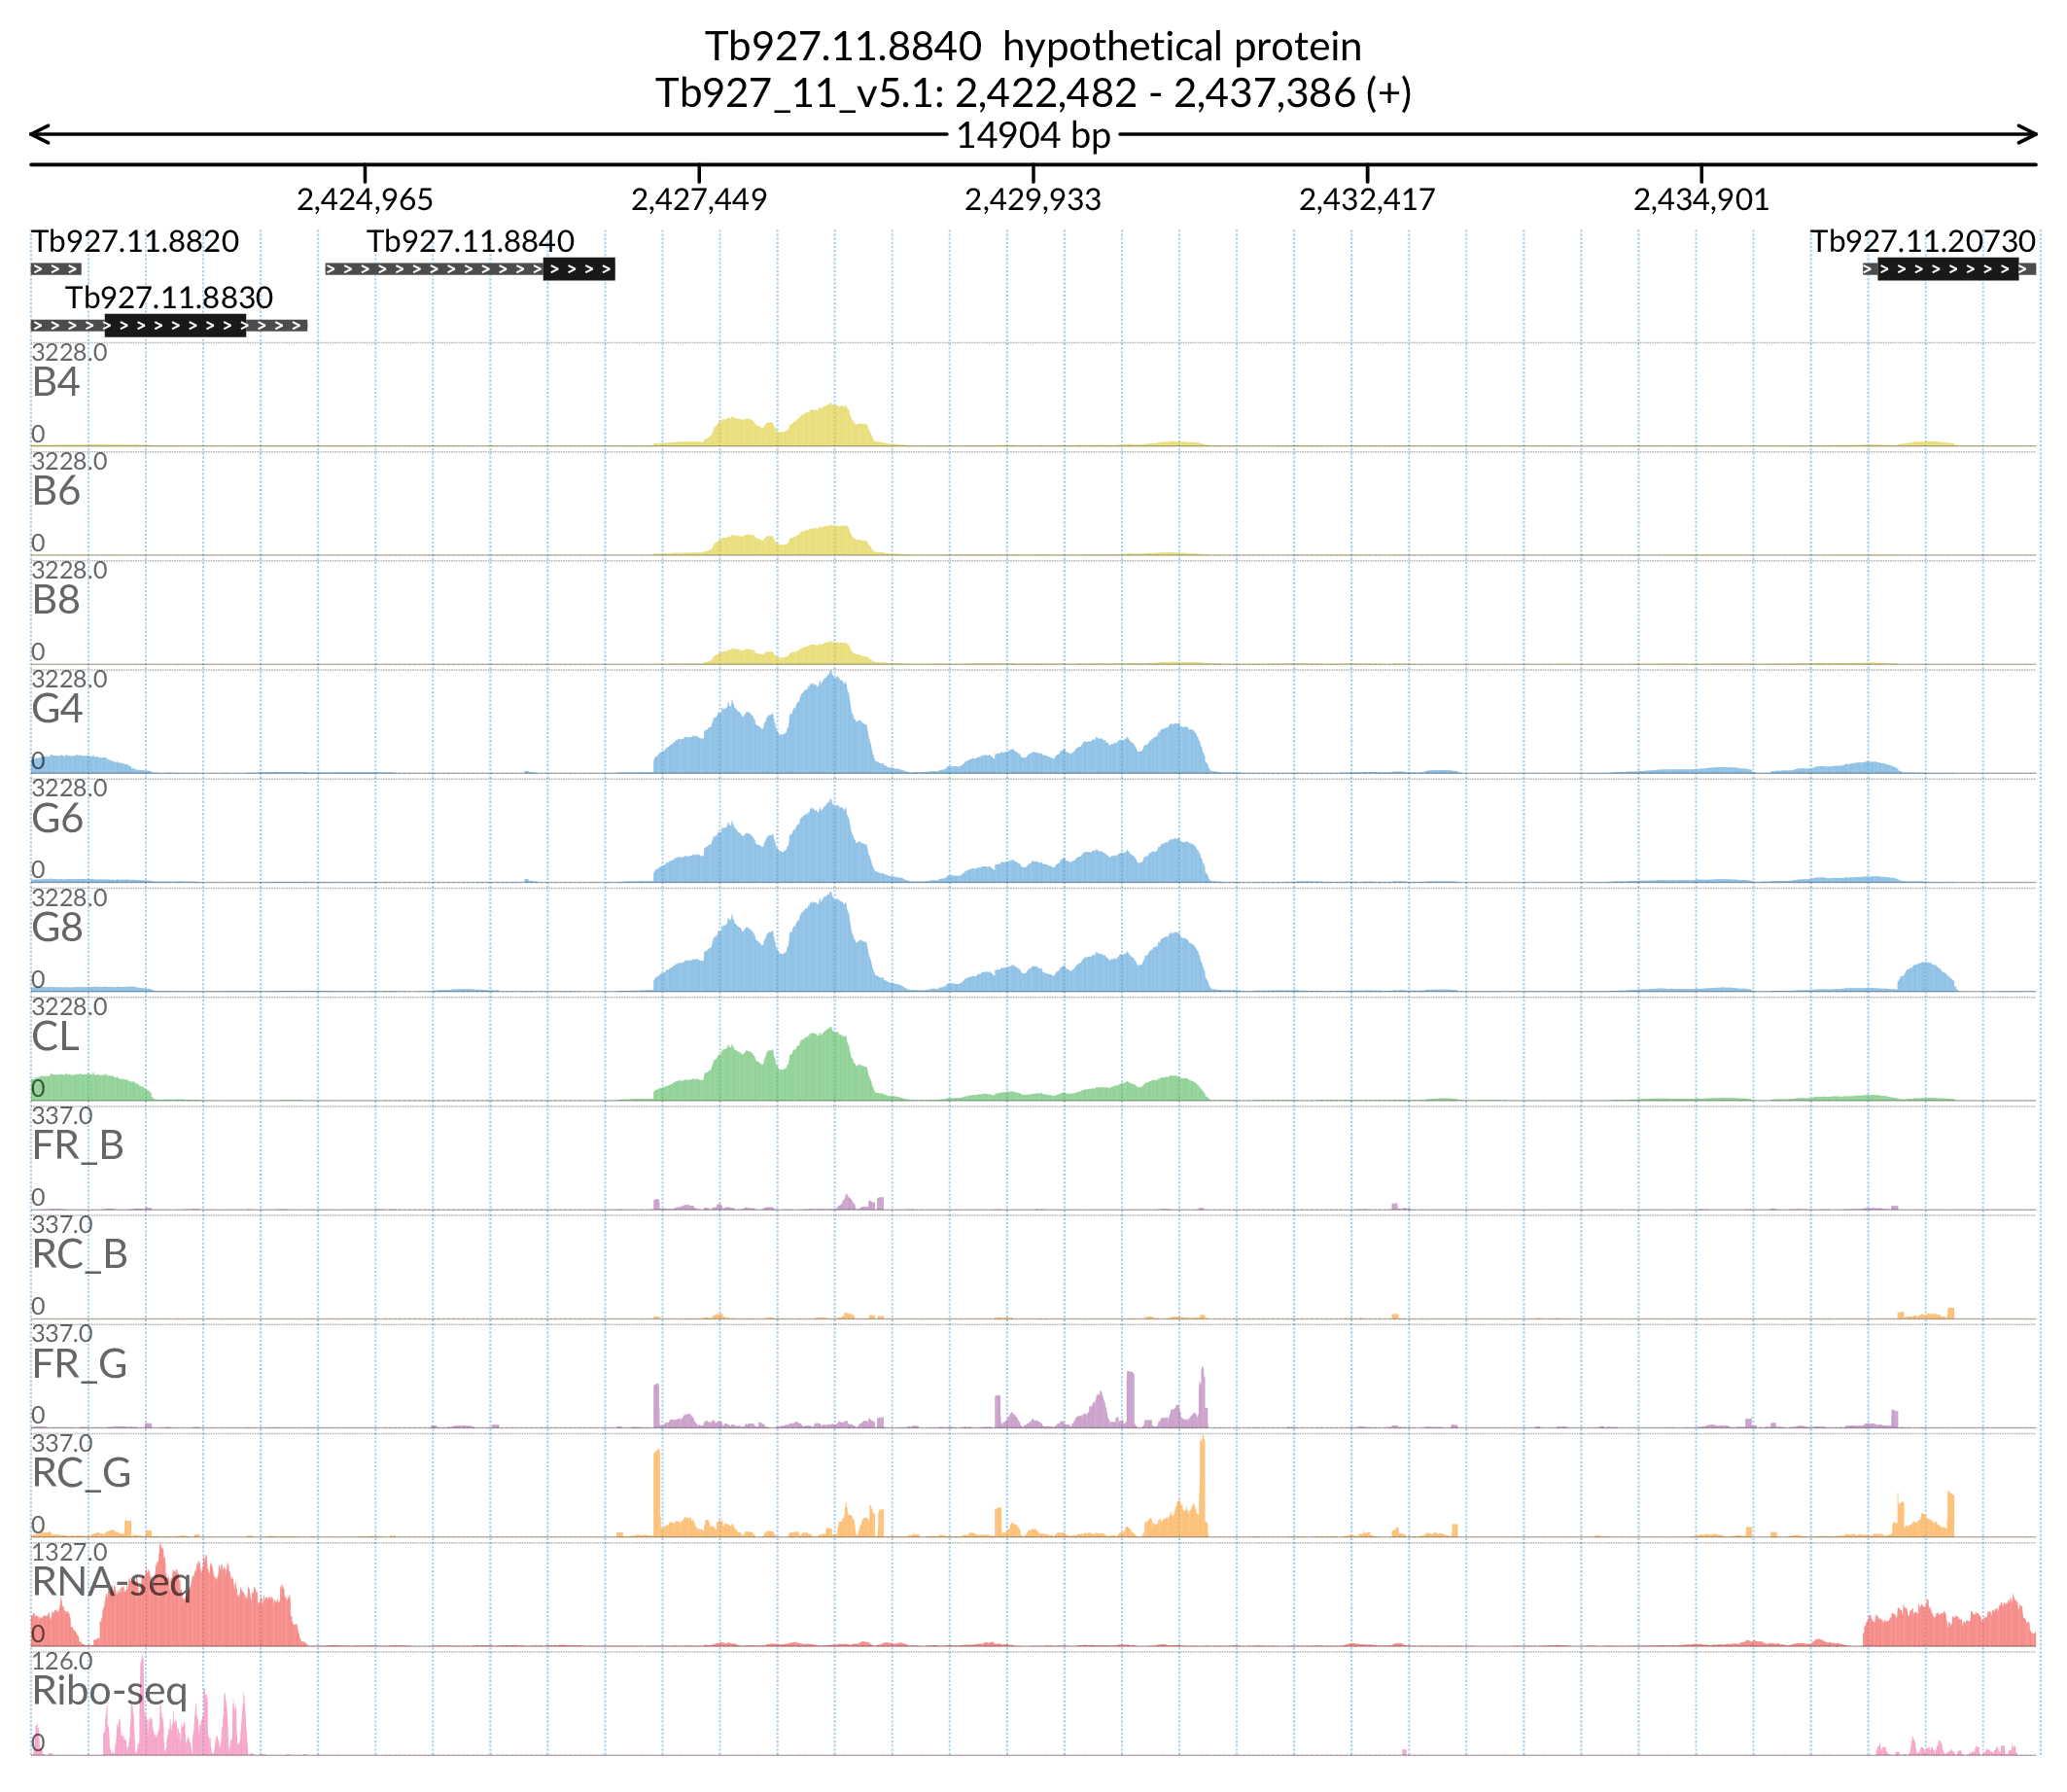 Tb927.11.8840 hypothetical protein
Tb927_11_v5.1: 2,422,482 - 2,437,386 (+)
14904 bp
2,424,965 2,427,449 2,429,933 2,432,417 2,434,901
Tb927.11.8820 Tb927.11.8840 Tb927.11.20730
Tb927.11.8830
3228.0
B4
0
3228.0
B6
0
3228.0
B8
0
3228.0
G4
0
3228.0
G6
0
3228.0
G8
0
3228.0
CL
0
337.0
FR_B
0
337.0
RC_B
0
337.0
FR_G
0
337.0
RC_G
0
1327.0
RNA-seq
0
126.0
Ribo-seq
0